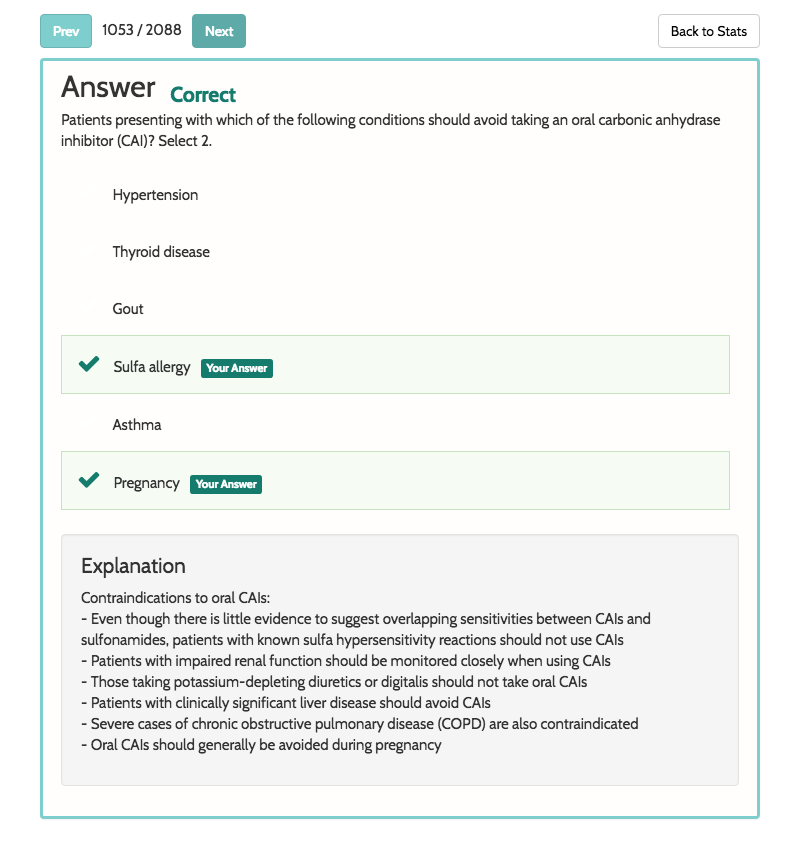 Prev 1053 / 2088 Next Back to Stats
Answer Correct
Patients presenting with which of the following conditions should avoid taking an oral carbonic anhydrase
inhibitor (CAI)? Select 2.
Hypertension
Thyroid disease
Gout
Sulfa allergy Your Answer
Asthma
Pregnancy Your Answer
Explanation
Contraindications to oral CAIs:
- Even though there is little evidence to suggest overlapping sensitivities between CAIs and
sulfonamides, patients with known sulfa hypersensitivity reactions should not use CAIs
- Patients with impaired renal function should be monitored closely when using CAIs
- Those taking potassium-depleting diuretics or digitalis should not take oral CAIs
- Patients with clinically significant liver disease should avoid CAIs
- Severe cases of chronic obstructive pulmonary disease (COPD) are also contraindicated
- Oral CAIs should generally be avoided during pregnancy